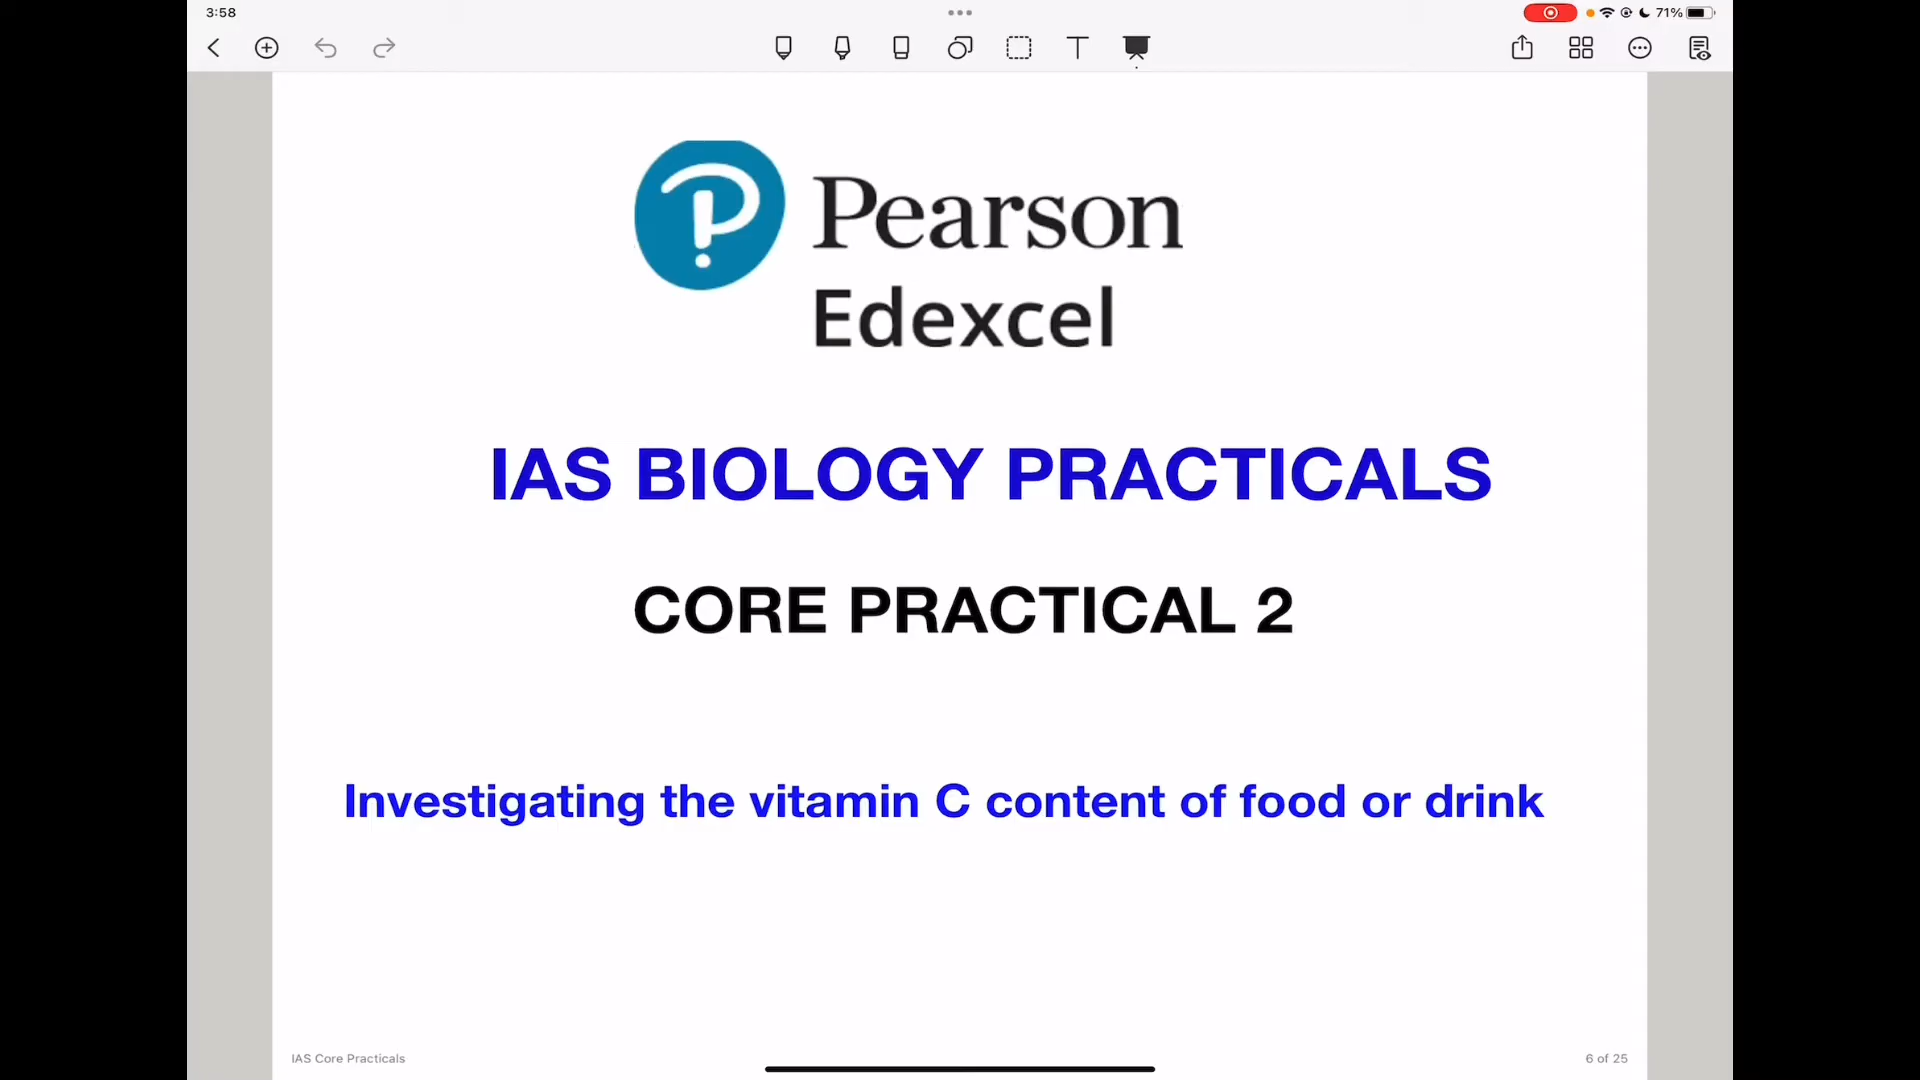 3:58
71%
Pearson
Edexcel
IAS BIOLOGY PRACTICALS
CORE PRACTICAL 2
Investigating the vitamin C content of food or drink
IAS Core Practicals
6 of 25